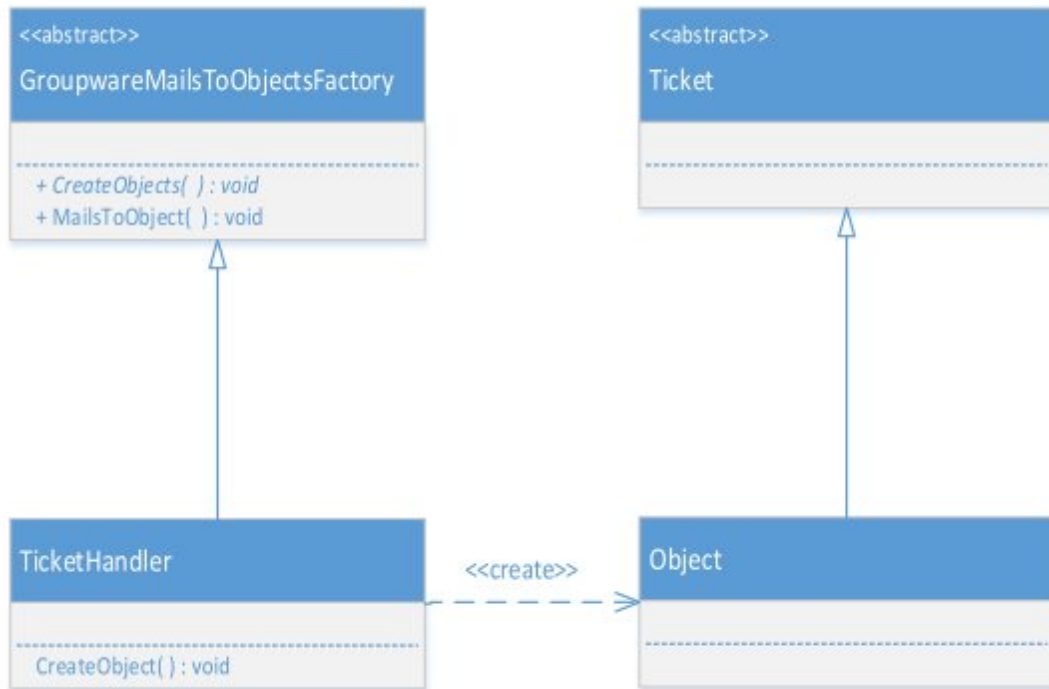 <<abstract>>
GroupwareMailsToObjectsFactory
+ CreateObjects( ) : void
+ MailsToObject( ) : void
<<abstract>>
Ticket
TicketHandler
CreateObject( ) : void
<<create>>
Object